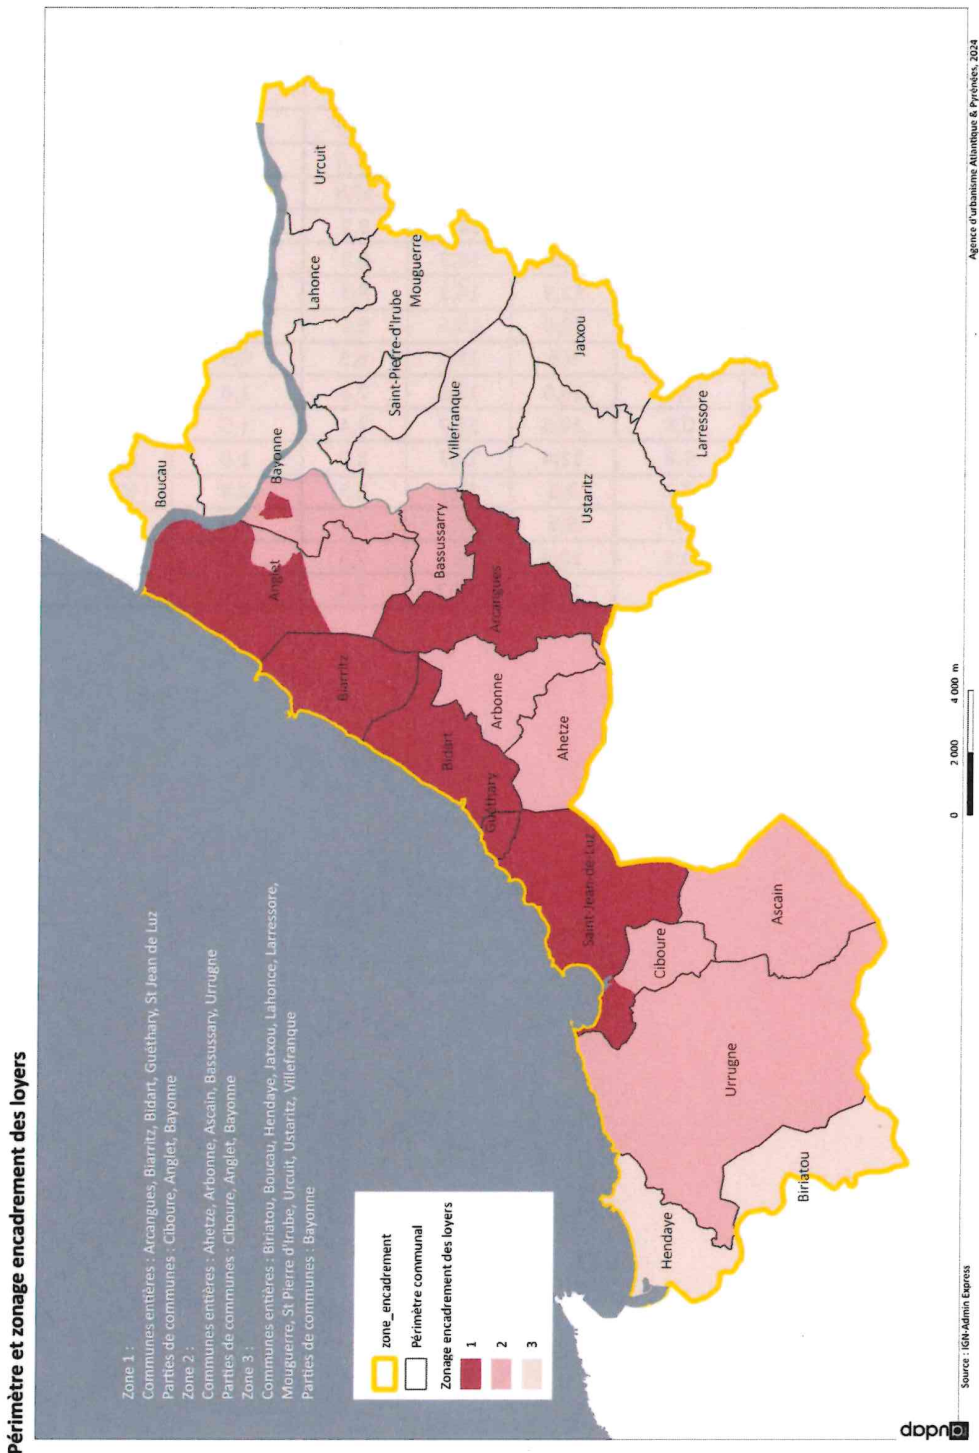 Périmètre et zonage encadrement des loyers
Zone 1 :
Communes entières : Arcangues, Biarritz, Bidart, Guéthary, St Jean de Luz
Parties de communes : Ciboure, Anglet, Bayonne
Zone 2 :
Communes entières : Ahetze, Arbonne, Ascain, Bassussary, Urrugne
Parties de communes : Ciboure, Anglet, Bayonne
Zone 3 :
Communes entières : Biriatou, Boucau, Hendaye, Jatxou, Lahonce, Larressore,
Mouguerre, St Pierre d'Irube, Urcuit, Ustaritz, Villefranque
Parties de communes : Bayonne
zone_encadrement
Périmètre communal
Zonage encadrement des loyers
1
2
3
Boucau
Bayonne
Anglet
Urcuit
Lahonce
Mouguerre
Saint-Pierre-d'Irube
Villefranque
Jatxou
Larressore
Ustaritz
Bassussarry
Arcangues
Biarritz
Arbonne
Bidart
Ahetze
Guéthary
Saint-Jean-de-Luz
Ciboure
Ascain
Urrugne
Biriatou
Hendaye
0 2 000 4 000 m
audap
Source : IGN-Admin Express
Agence d'urbanisme Atlantique & Pyrénées, 2024